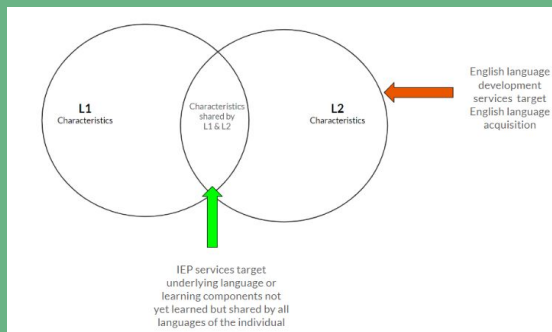 L1
Characteristics
Characteristics
shared by
L1 & L2
L2
Characteristics
English language
development
services target
English language
acquisition
IEP services target
underlying language or
learning components not
yet learned but shared by all
languages of the individual